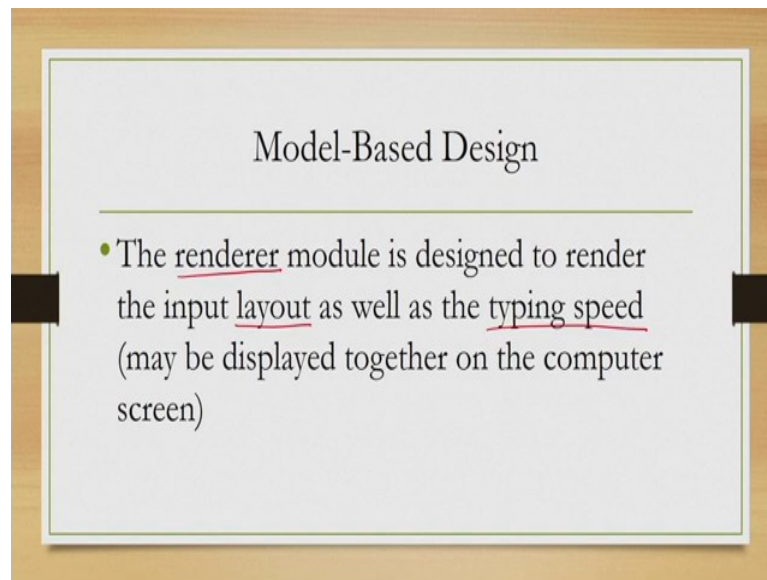 Model-Based Design
•The renderer module is designed to render
the input layout as well as the typing speed
(may be displayed together on the computer
screen)